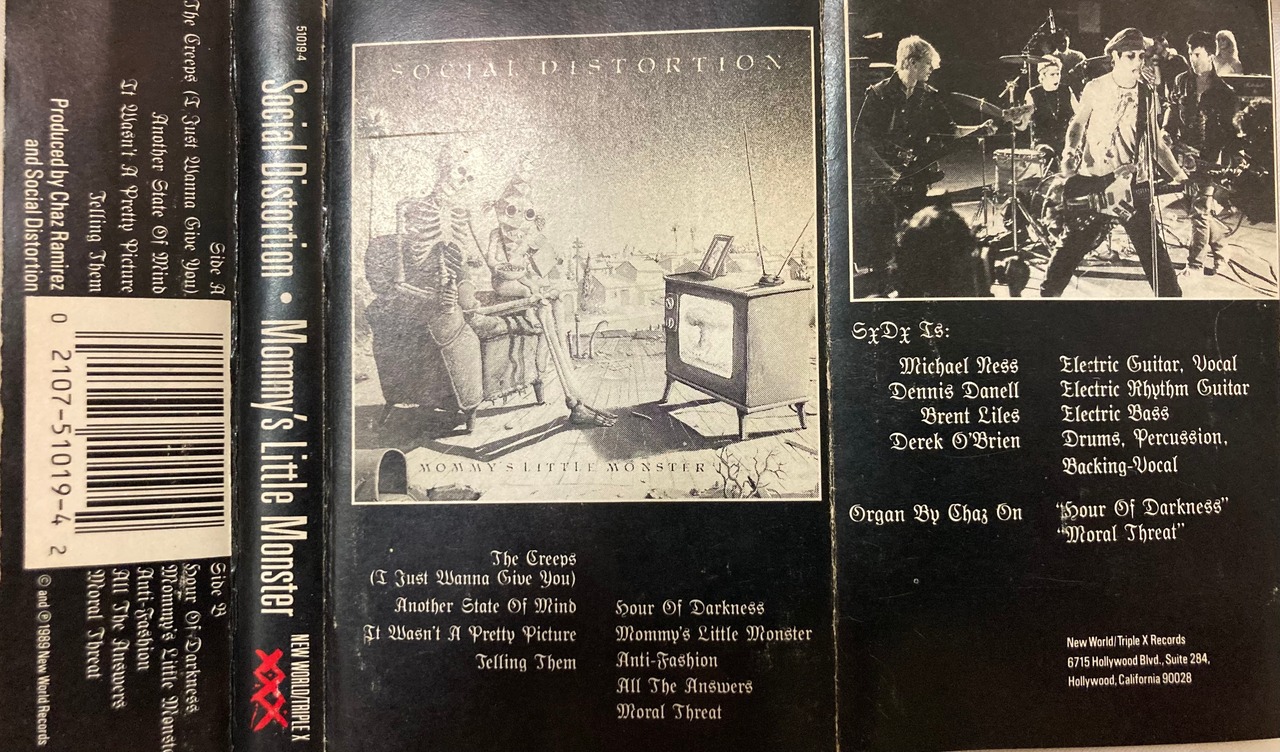 The Creeps (I Just Wanna Give You)
Another State Of Mind
It Wasn't A Pretty Picture
Telling Them
Side A
Produced by Chaz Ramirez
and Social Distortion
0 2107-51019-4 2
Side B
Hour Of Darkness
Mommy's Little Monste
Anti-Fashion
All The Answers
Moral Threat
© and ℗ 1989 New World Records
51019-4
Social Distortion • Mommy's Little Monster
NEW WORLD/TRIPLE X
XXX
SOCIAL DISTORTION
MOMMY'S LITTLE MONSTER
The Creeps
(I Just Wanna Give You)
Another State Of Mind
It Wasn't A Pretty Picture
Telling Them
Hour Of Darkness
Mommy's Little Monster
Anti-Fashion
All The Answers
Moral Threat
SxDx Is:
Michael Ness Electric Guitar, Vocal
Dennis Danell Electric Rhythm Guitar
Brent Liles Electric Bass
Derek O'Brien Drums, Percussion,
Backing-Vocal
Organ By Chaz On "Hour Of Darkness"
"Moral Threat"
New World/Triple X Records
6715 Hollywood Blvd., Suite 284,
Hollywood, California 90028